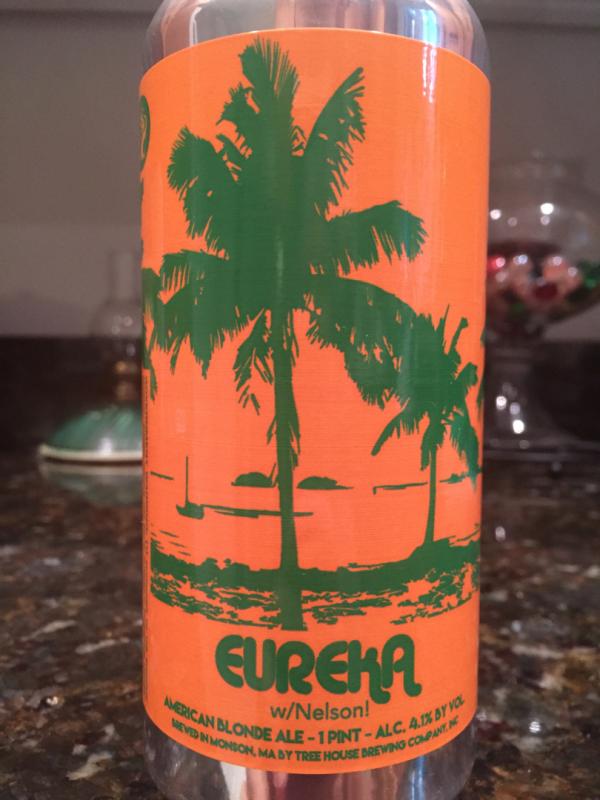 EUREKA
w/Nelson!
AMERICAN BLONDE ALE - 1 PINT - ALC. 4.1% BY VOL
BREWED IN MONSON, MA BY TREE HOUSE BREWING COMPANY, INC